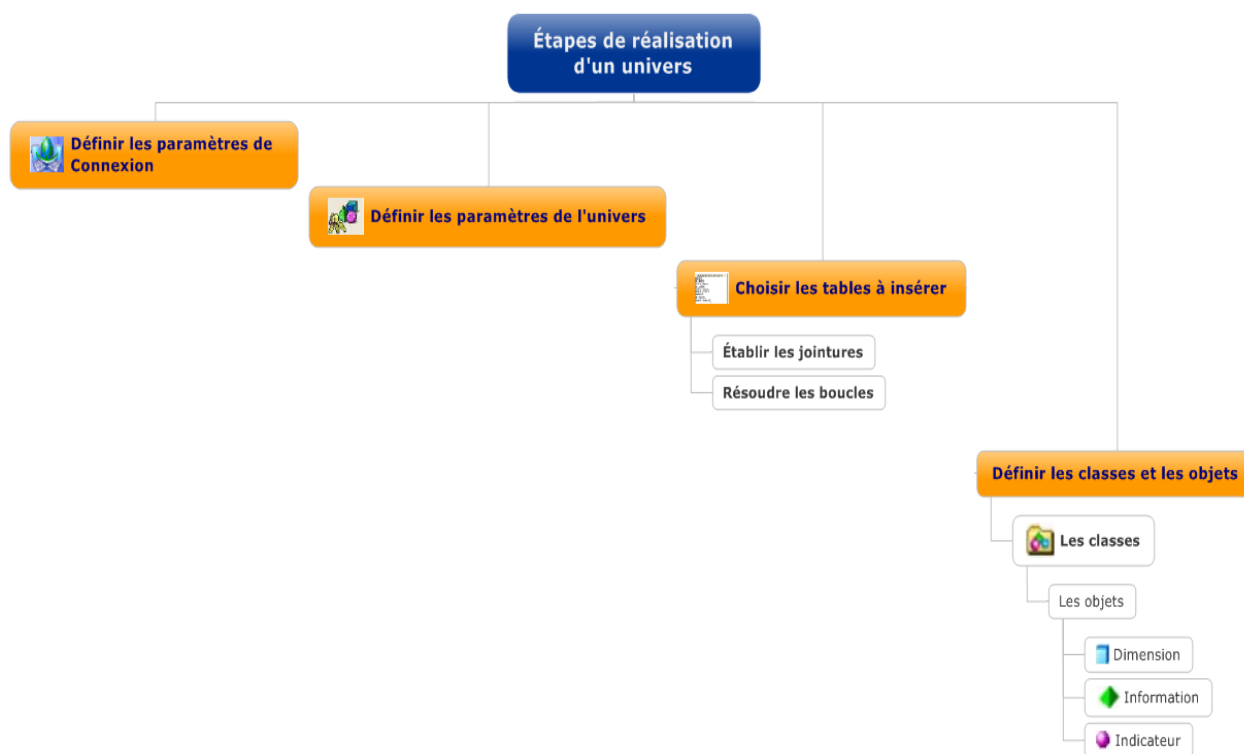 Étapes de réalisation
d'un univers
Définir les paramètres de
Connexion
Définir les paramètres de l'univers
Choisir les tables à insérer
Établir les jointures
Résoudre les boucles
Définir les classes et les objets
Les classes
Les objets
Dimension
Information
Indicateur